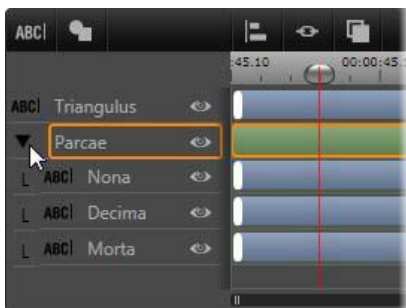 ABC
:45.10 00:00:45.
ABC Triangulus
Parcae
ABC Nona
ABC Decima
ABC Morta